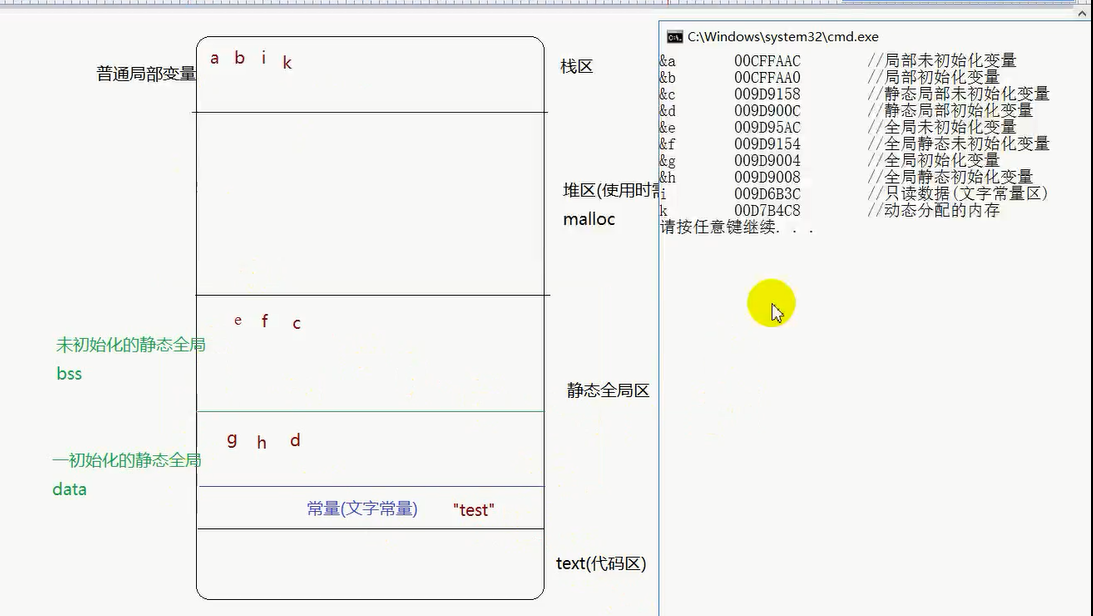 a b i k
普通局部变量
栈区
堆区(使用时需
malloc
e f c
未初始化的静态全局
bss
静态全局区
g h d
一初始化的静态全局
data
常量(文字常量) "test"
text(代码区)
C:\Windows\system32\cmd.exe
&a 00CFFAAC //局部未初始化变量
&b 00CFFAA0 //局部初始化变量
&c 009D9158 //静态局部未初始化变量
&d 009D900C //静态局部初始化变量
&e 009D95AC //全局未初始化变量
&f 009D9154 //全局静态未初始化变量
&g 009D9004 //全局初始化变量
&h 009D9008 //全局静态初始化变量
i 009D6B3C //只读数据(文字常量区)
k 00D7B4C8 //动态分配的内存
请按任意键继续. . .